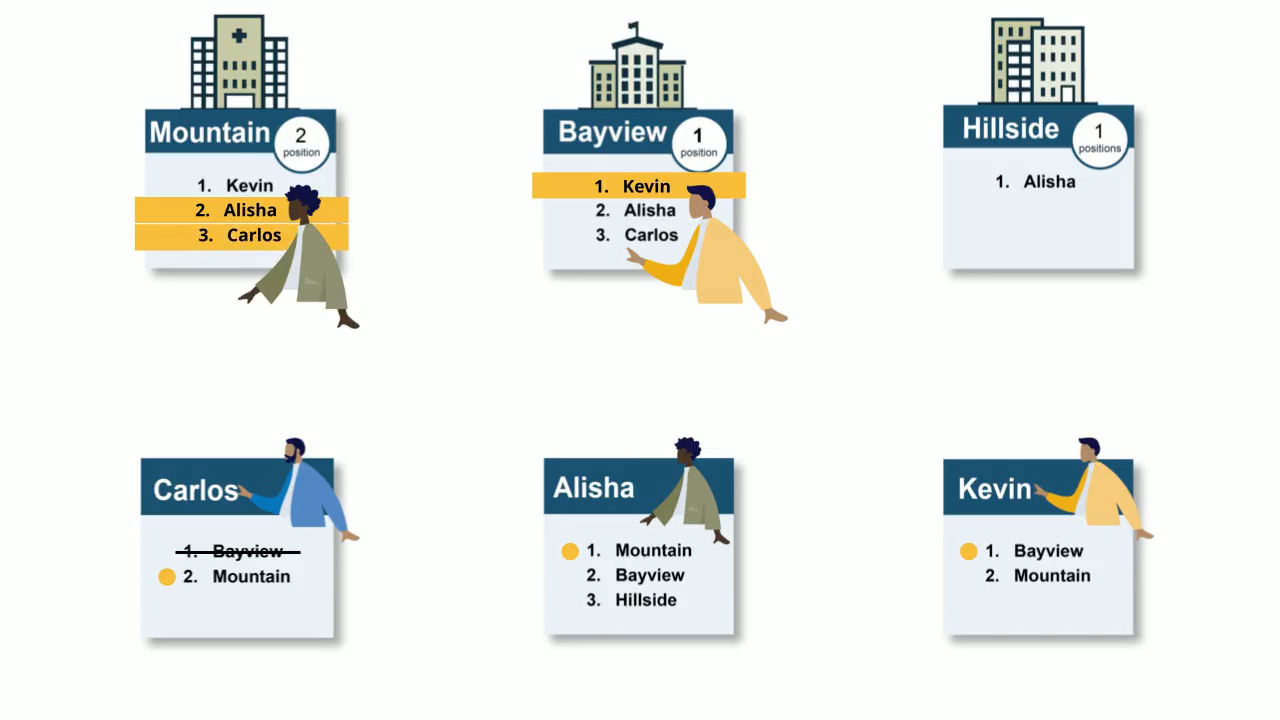 Mountain
2
position
1. Kevin
2. Alisha
3. Carlos
Bayview
1
position
1. Kevin
2. Alisha
3. Carlos
Hillside
1
positions
1. Alisha
Carlos
1. Bayview
2. Mountain
Alisha
1. Mountain
2. Bayview
3. Hillside
Kevin
1. Bayview
2. Mountain